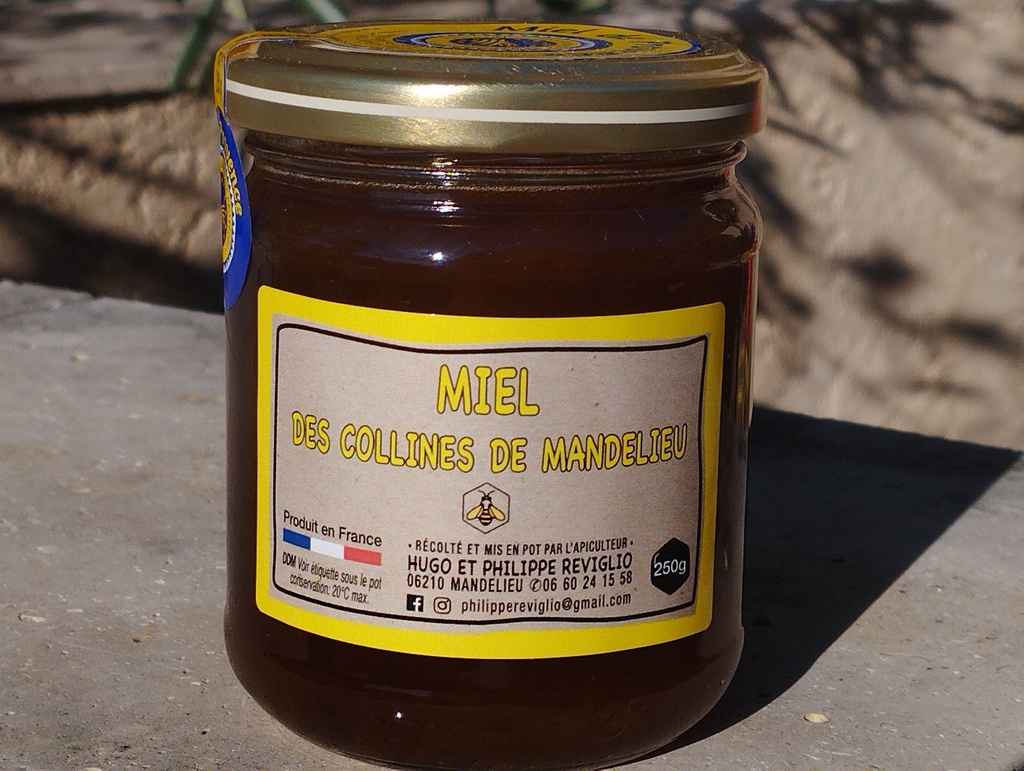 MIEL
MIEL
DES COLLINES DE MANDELIEU
Produit en France
DDM Voir étiquette sous le pot
conservation: 20°C max.
• RÉCOLTÉ ET MIS EN POT PAR L'APICULTEUR •
HUGO ET PHILIPPE REVIGLIO
06210 MANDELIEU ✆06 60 24 15 58
philippereviglio@gmail.com
250g